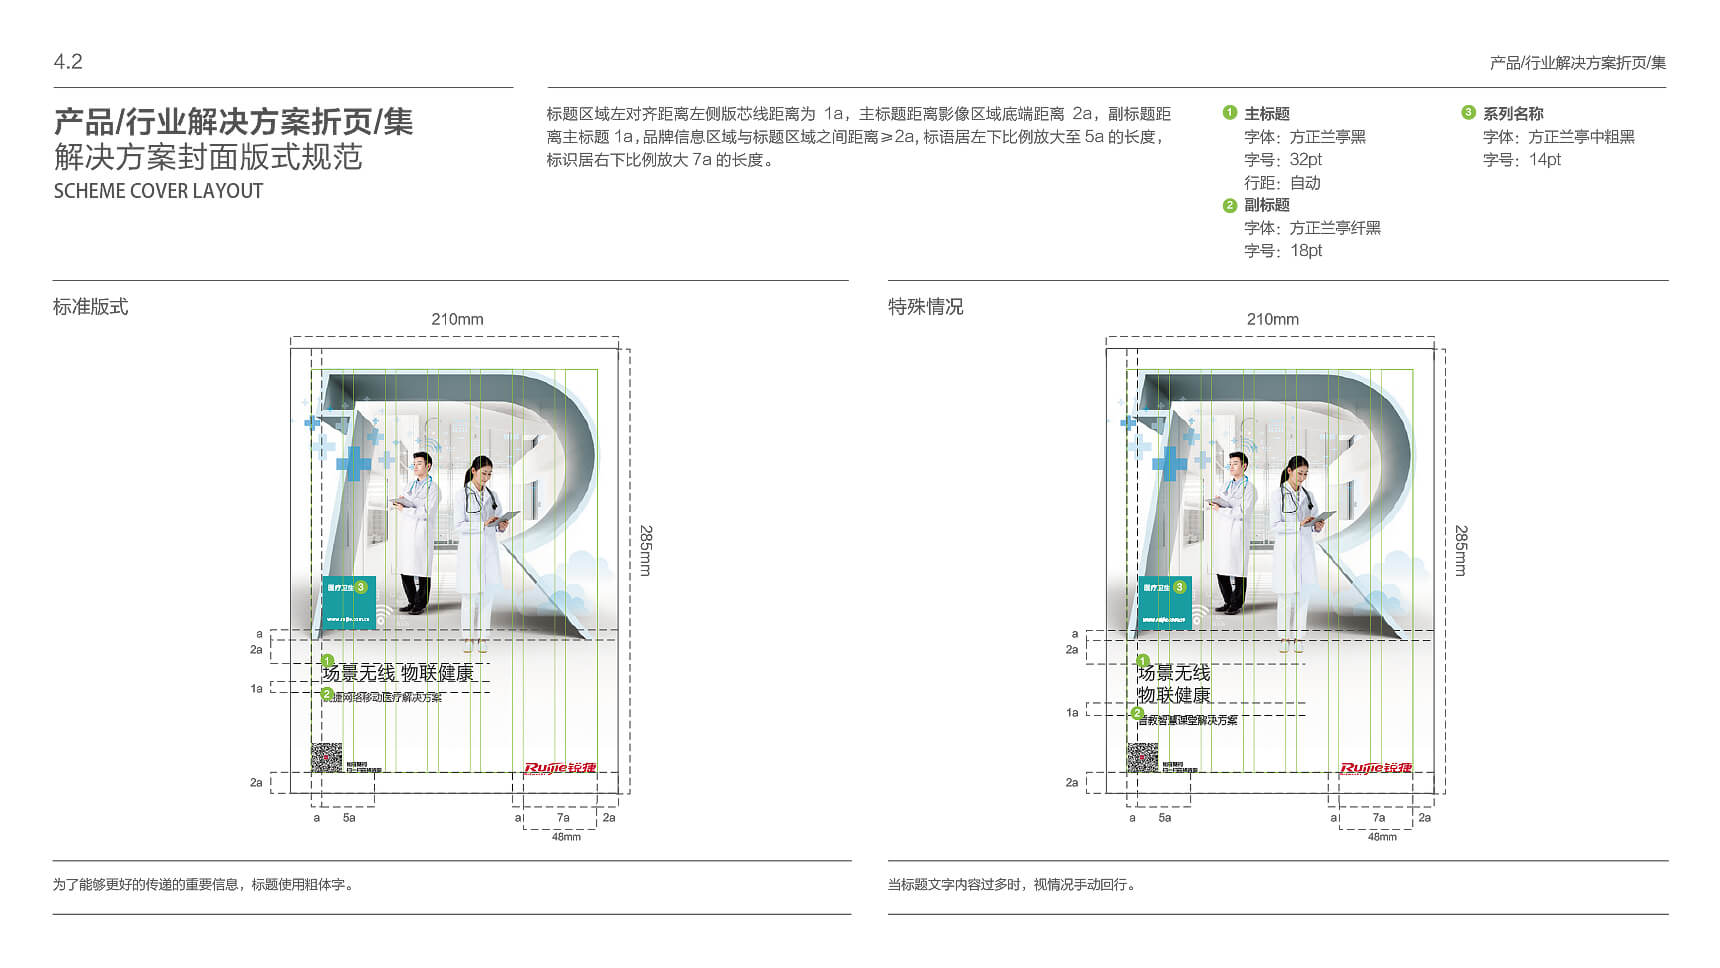 4.2
产品/行业解决方案折页/集
产品/行业解决方案折页/集
解决方案封面版式规范
SCHEME COVER LAYOUT
标题区域左对齐距离左侧版芯线距离为 1a，主标题距离影像区域底端距离 2a，副标题距
离主标题 1a，品牌信息区域与标题区域之间距离≥2a，标语居左下比例放大至 5a 的长度，
标识居右下比例放大 7a 的长度。
1 主标题
字体：方正兰亭黑
字号：32pt
行距：自动
2 副标题
字体：方正兰亭纤黑
字号：18pt
3 系列名称
字体：方正兰亭中粗黑
字号：14pt
标准版式
210mm
285mm
医疗卫生 3
www.ruijie.com.cn
a
2a
1
场景无线 物联健康
1a
2
锐捷网络移动医疗解决方案
Ruijie锐捷
2a
a
5a
a
7a
2a
48mm
为了能够更好的传递的重要信息，标题使用粗体字。
特殊情况
210mm
285mm
医疗卫生 3
www.ruijie.com.cn
a
2a
1
场景无线
物联健康
1a
2
普教智慧课堂解决方案
Ruijie锐捷
2a
a
5a
a
7a
2a
48mm
当标题文字内容过多时，视情况手动回行。